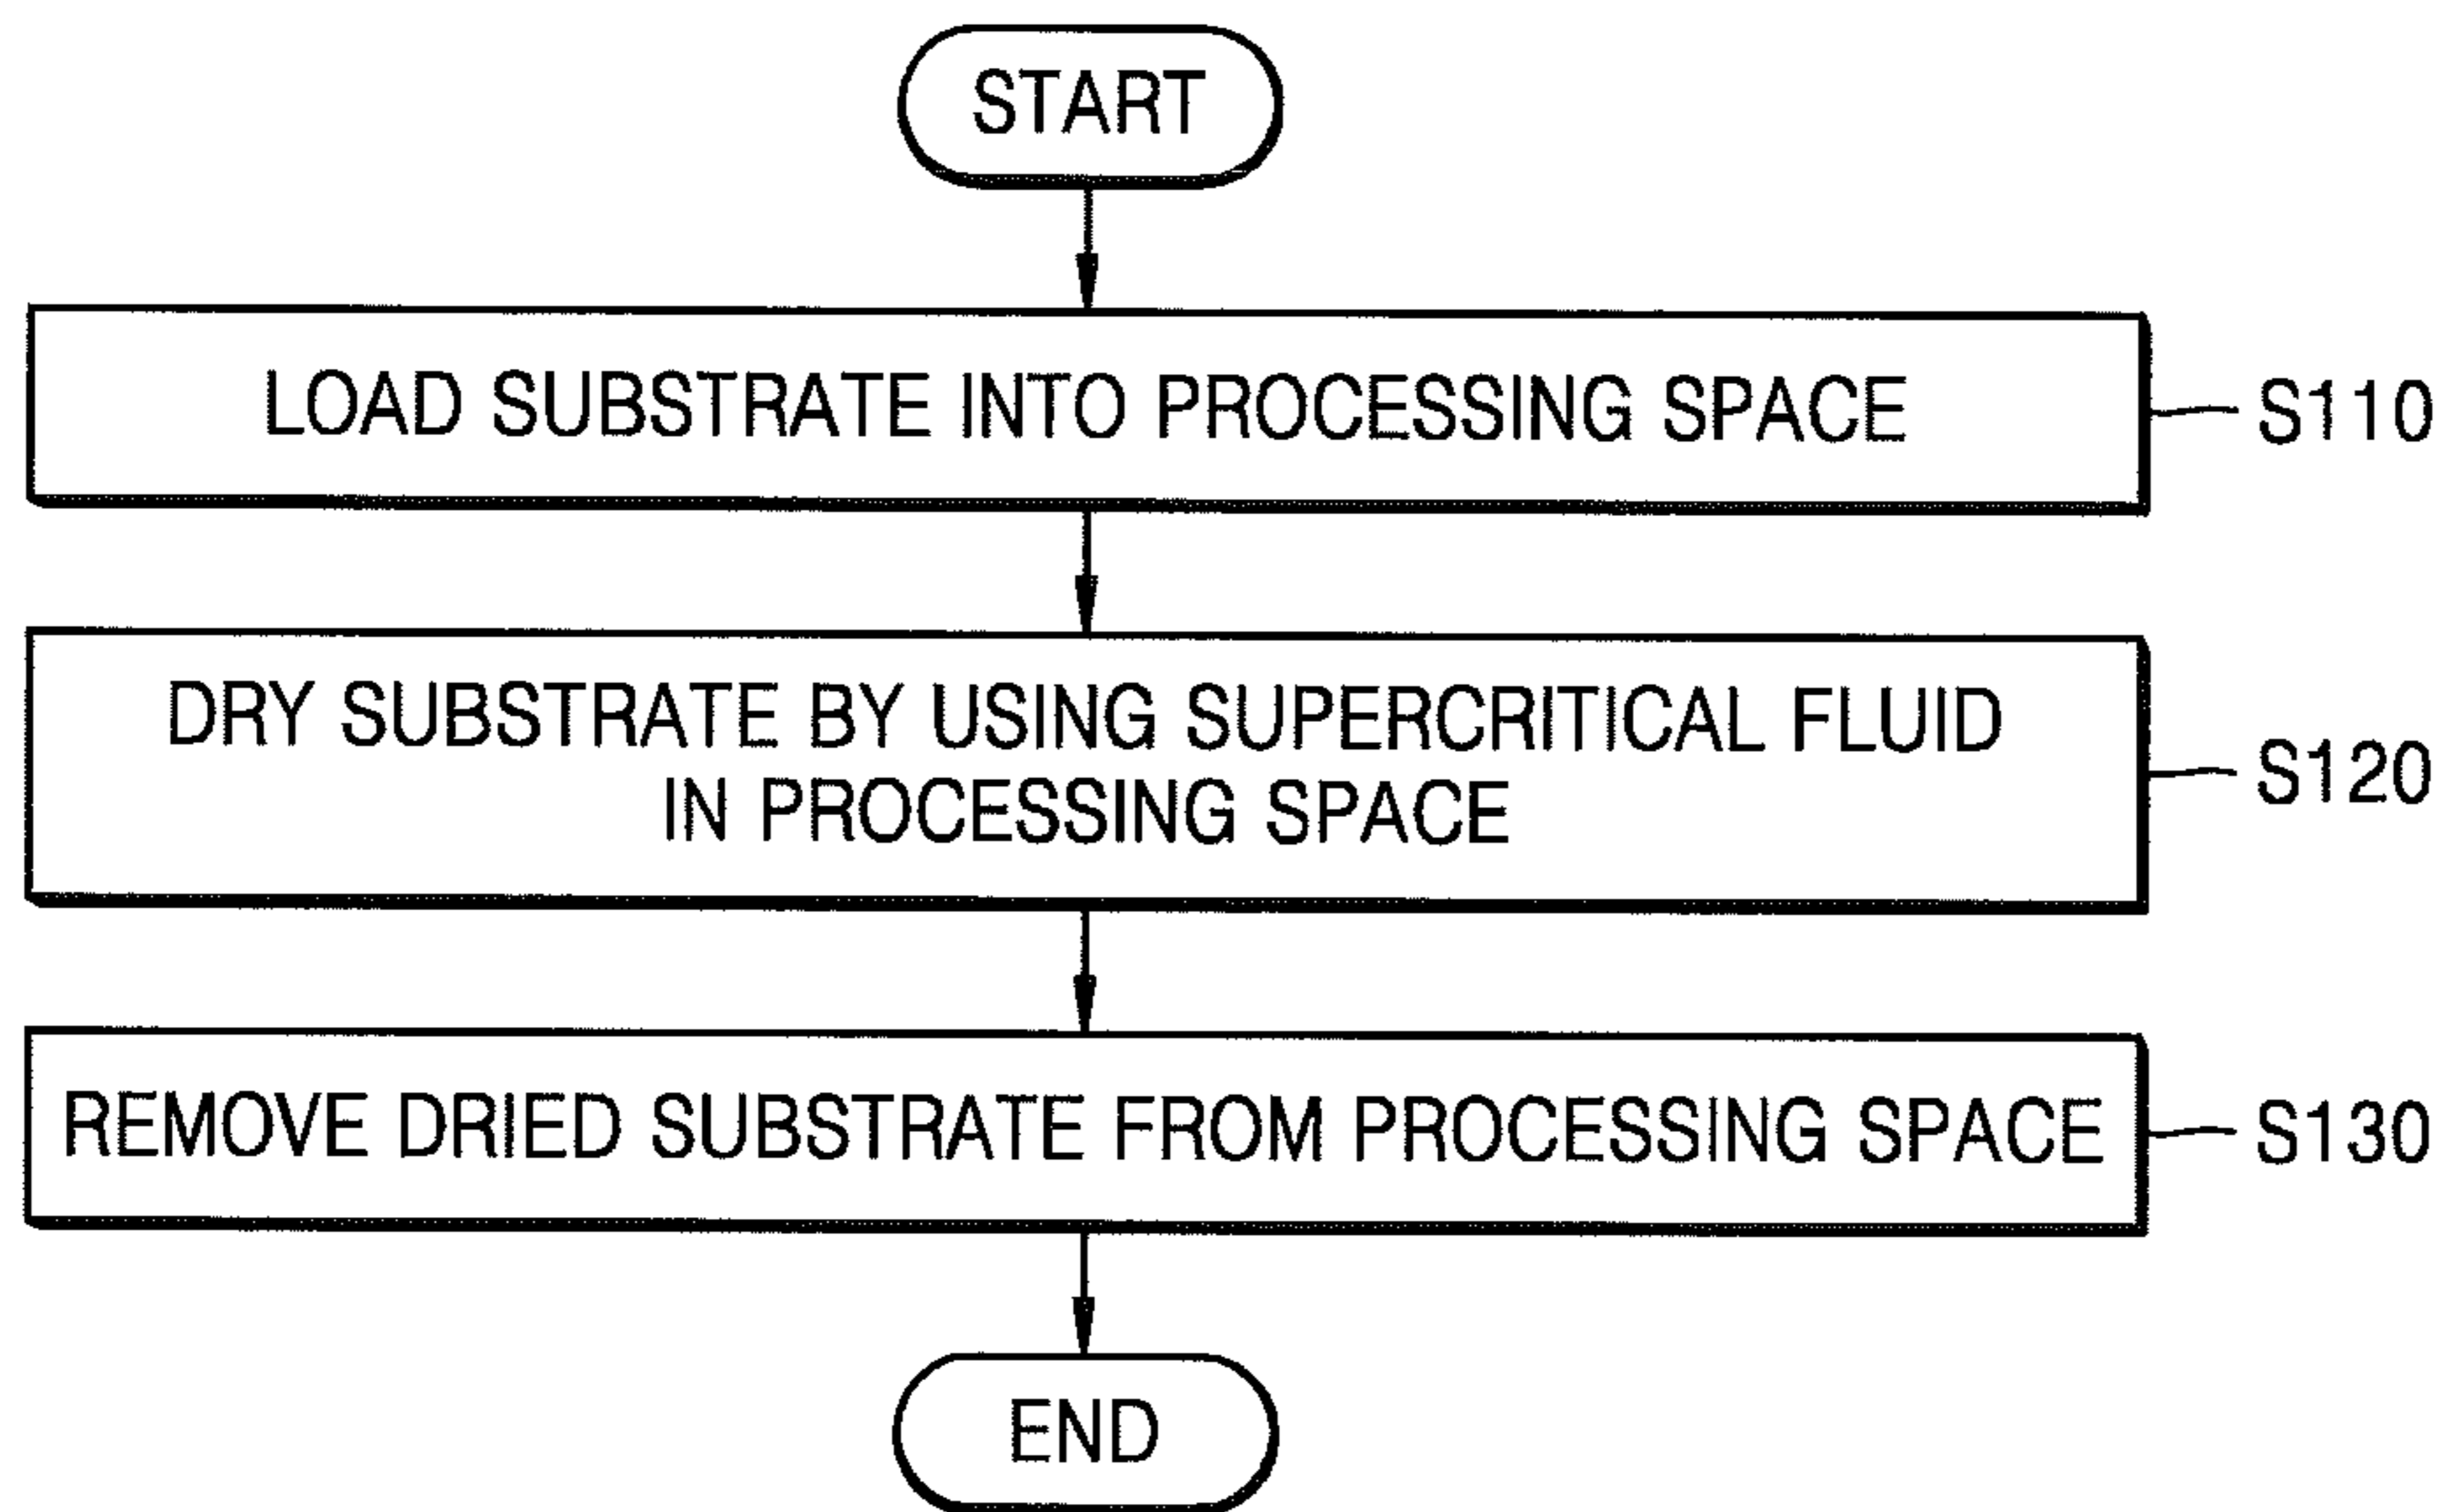 START
LOAD SUBSTRATE INTO PROCESSING SPACE
S110
DRY SUBSTRATE BY USING SUPERCRITICAL FLUID
IN PROCESSING SPACE
S120
REMOVE DRIED SUBSTRATE FROM PROCESSING SPACE
S130
END